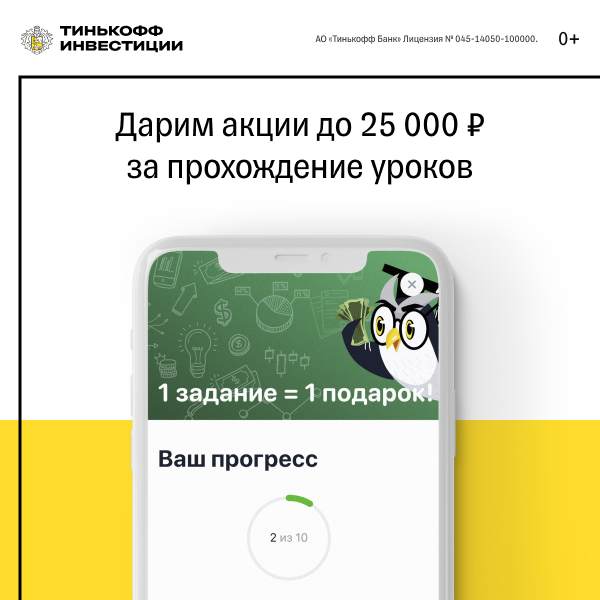 ТИНЬКОФФ
ИНВЕСТИЦИИ
АО «Тинькофф Банк» Лицензия № 045-14050-100000.
0+
Дарим акции до 25 000 ₽
за прохождение уроков
1 задание = 1 подарок!
Ваш прогресс
2 из 10